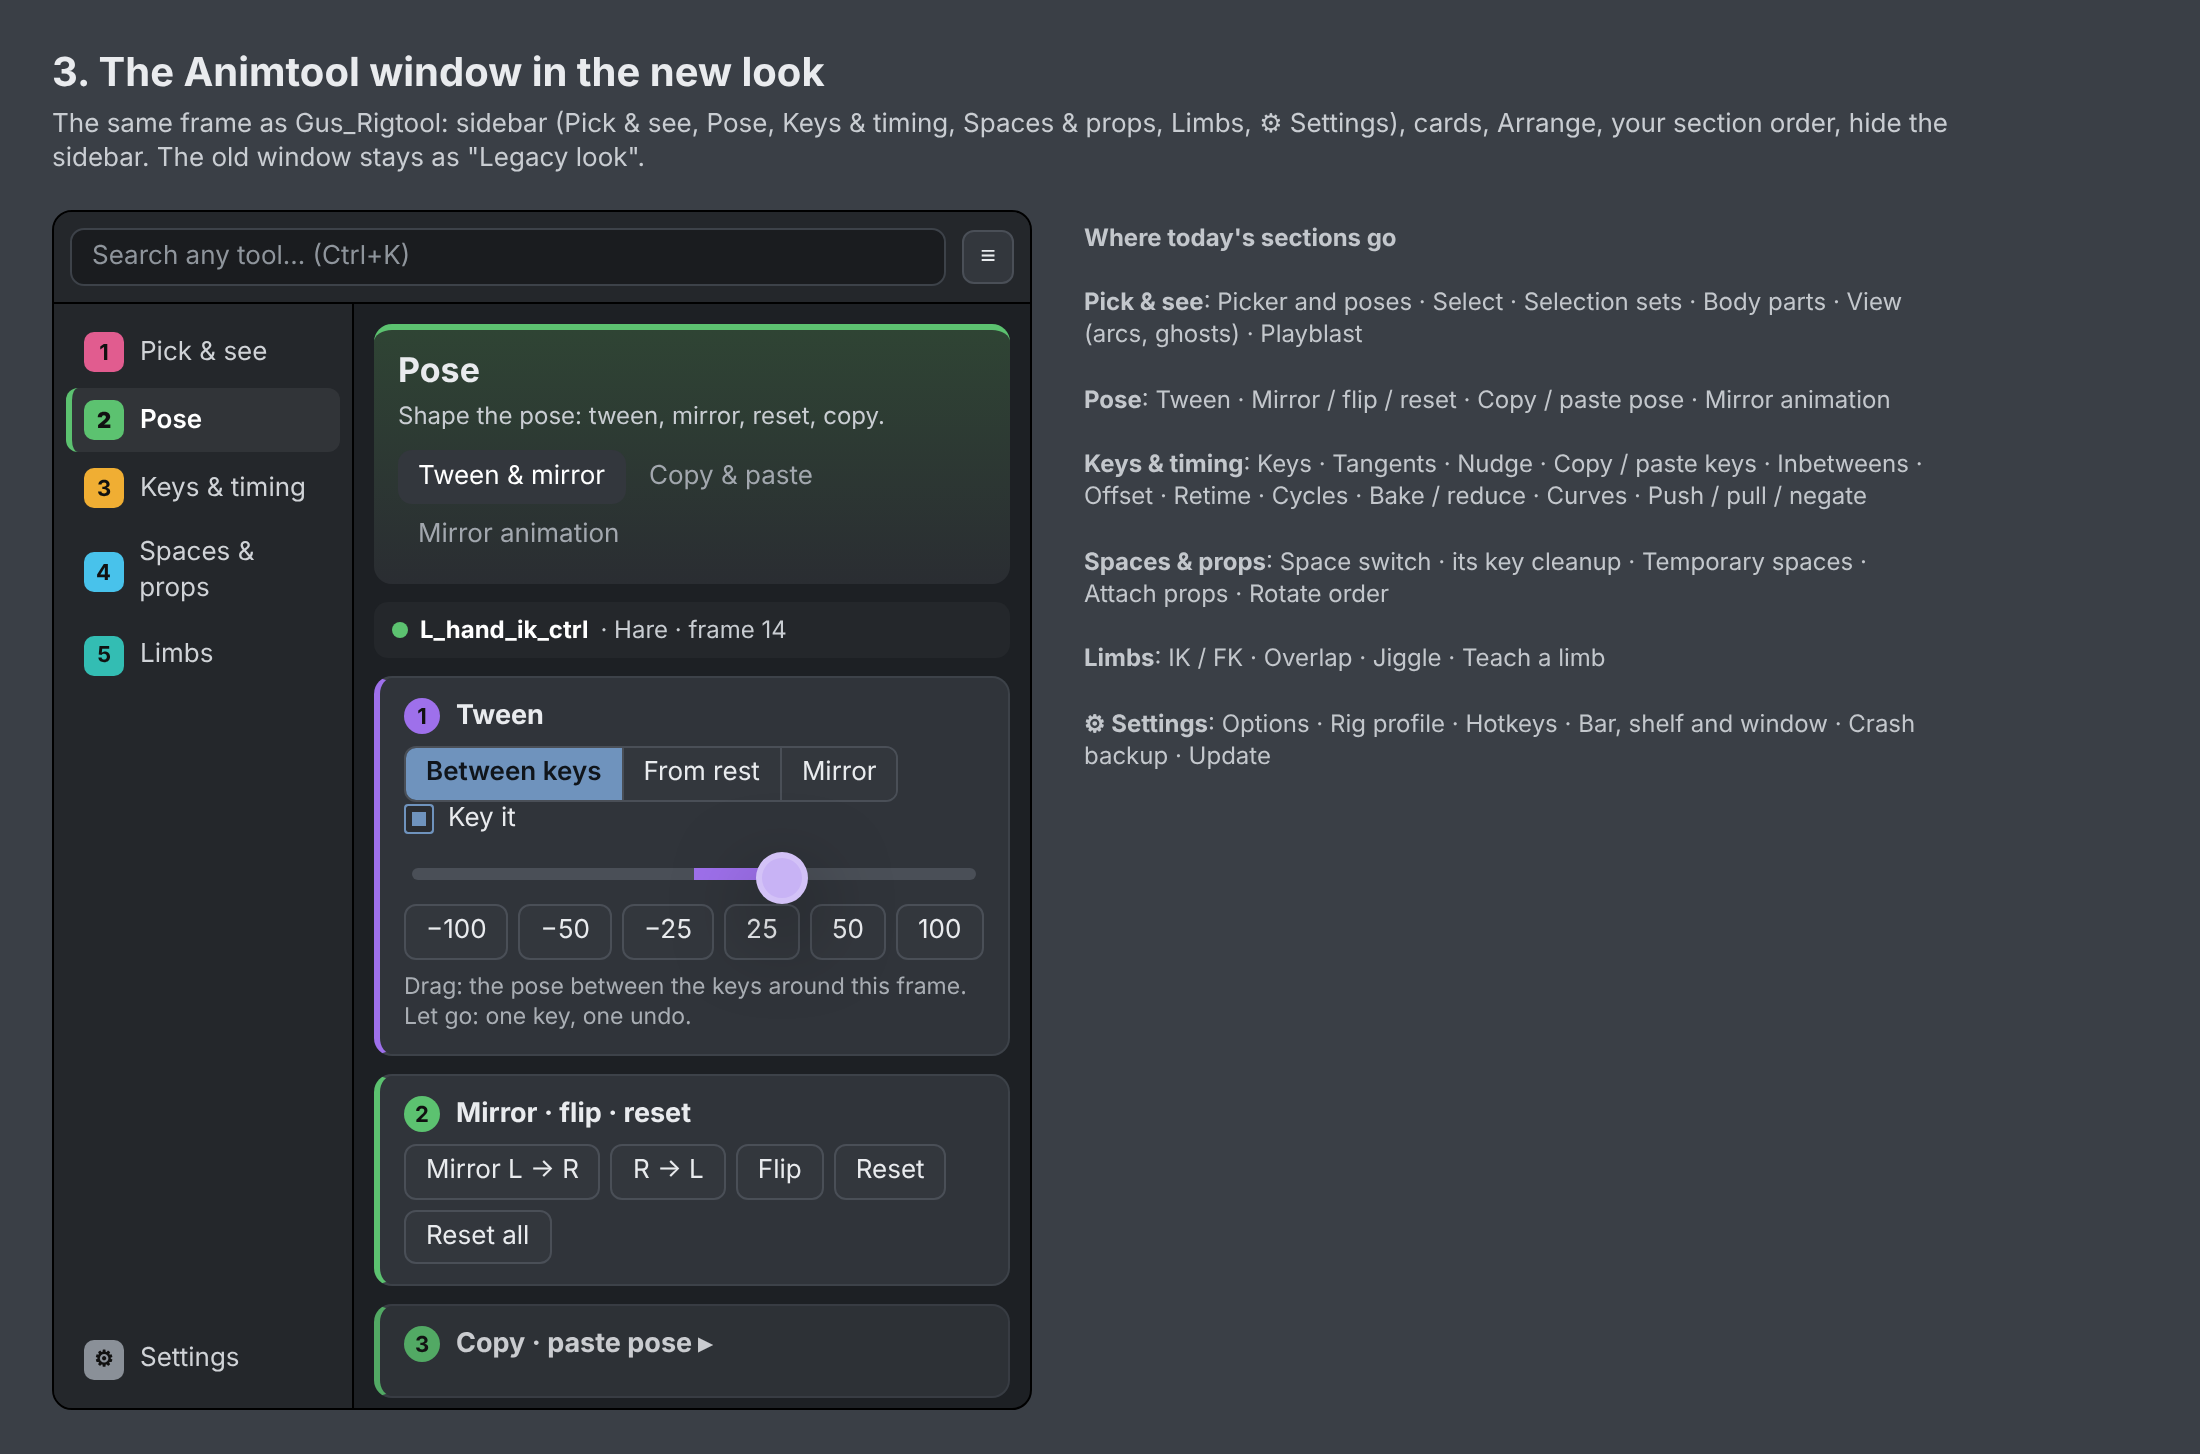 3. The Animtool window in the new look
The same frame as Gus_Rigtool: sidebar (Pick & see, Pose, Keys & timing, Spaces & props, Limbs, ⚙ Settings), cards, Arrange, your section order, hide the
sidebar. The old window stays as "Legacy look".
Search any tool... (Ctrl+K)
≡
1 Pick & see
2 Pose
3 Keys & timing
4 Spaces &
props
5 Limbs
⚙ Settings
Pose
Shape the pose: tween, mirror, reset, copy.
Tween & mirror Copy & paste
Mirror animation
L_hand_ik_ctrl · Hare · frame 14
1 Tween
Between keys From rest Mirror
Key it
−100 −50 −25 25 50 100
Drag: the pose between the keys around this frame.
Let go: one key, one undo.
2 Mirror · flip · reset
Mirror L → R R → L Flip Reset
Reset all
3 Copy · paste pose ▸
Where today's sections go
Pick & see: Picker and poses · Select · Selection sets · Body parts · View
(arcs, ghosts) · Playblast
Pose: Tween · Mirror / flip / reset · Copy / paste pose · Mirror animation
Keys & timing: Keys · Tangents · Nudge · Copy / paste keys · Inbetweens ·
Offset · Retime · Cycles · Bake / reduce · Curves · Push / pull / negate
Spaces & props: Space switch · its key cleanup · Temporary spaces ·
Attach props · Rotate order
Limbs: IK / FK · Overlap · Jiggle · Teach a limb
⚙ Settings: Options · Rig profile · Hotkeys · Bar, shelf and window · Crash
backup · Update